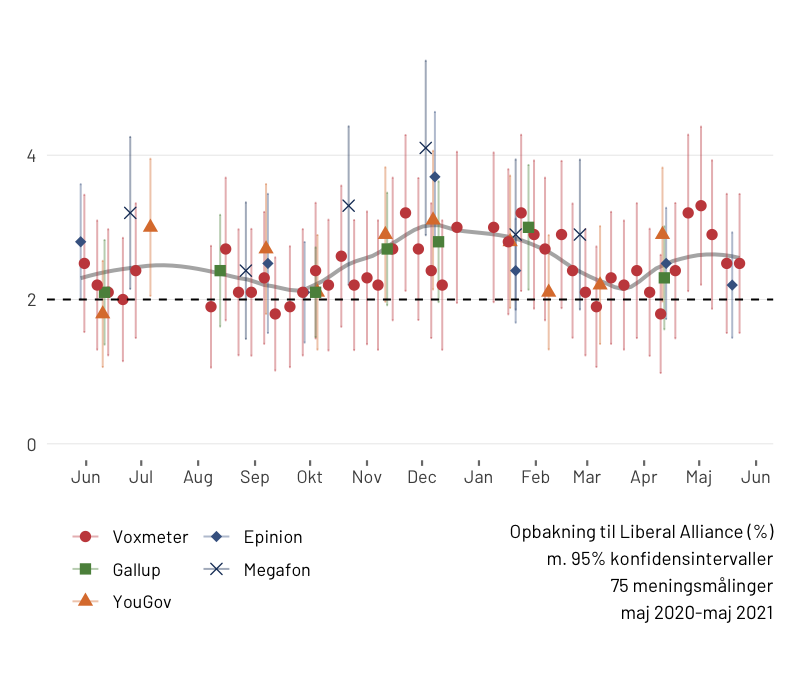 4
2
0
Jun Jul Aug Sep Okt Nov Dec Jan Feb Mar Apr Maj Jun
Voxmeter Epinion
Gallup Megafon
YouGov
Opbakning til Liberal Alliance (%)
m. 95% konfidensintervaller
75 meningsmålinger
maj 2020-maj 2021